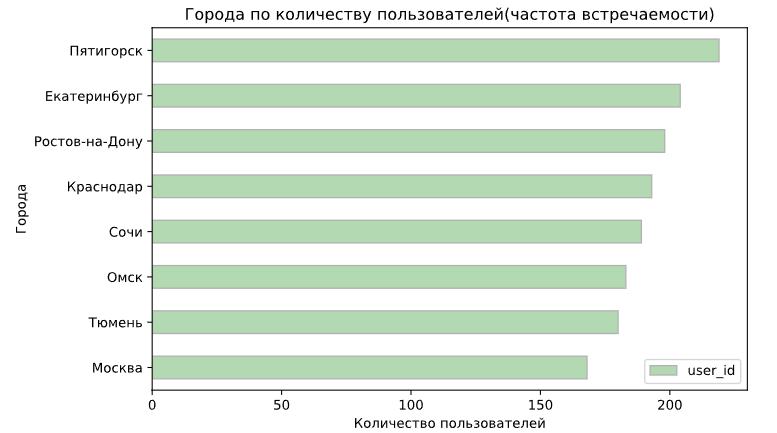 Города по количеству пользователей(частота встречаемости)
Города
Пятигорск
Екатеринбург
Ростов-на-Дону
Краснодар
Сочи
Омск
Тюмень
Москва
user_id
0 50 100 150 200
Количество пользователей